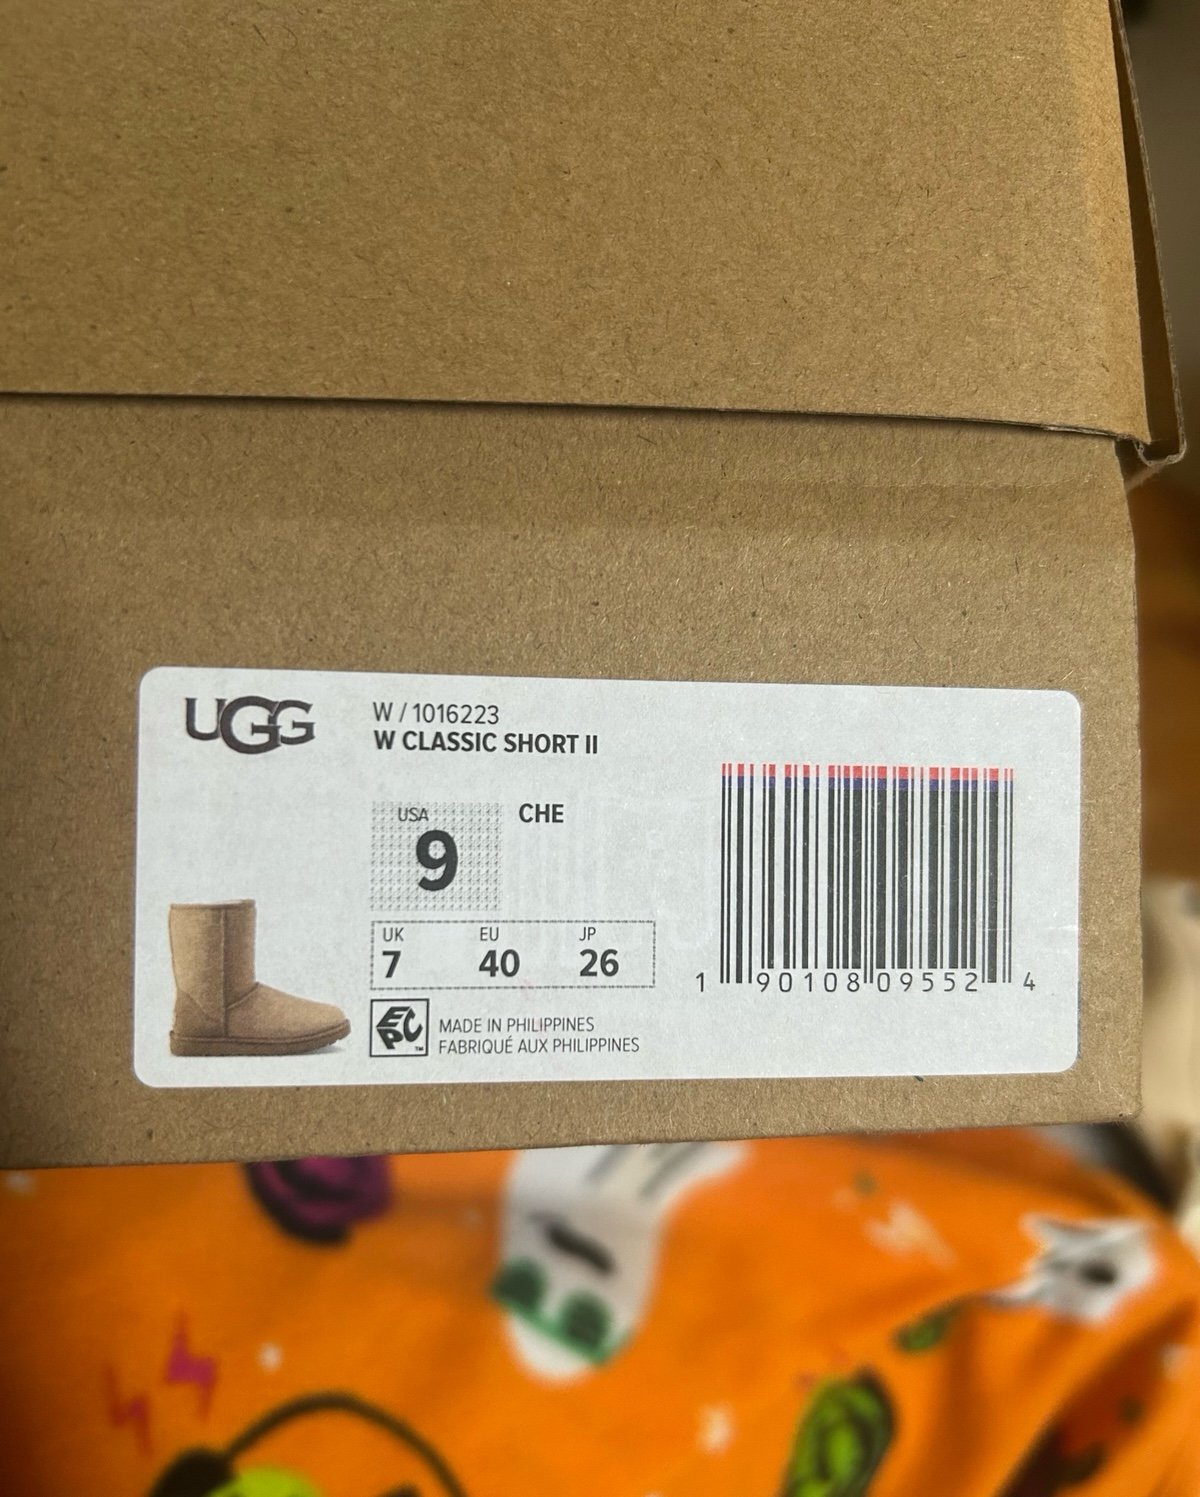 UGG
W / 1016223
W CLASSIC SHORT II
USA
9
CHE
UK EU JP
7 40 26
EPC™
MADE IN PHILIPPINES
FABRIQUÉ AUX PHILIPPINES
1 90108 09552 4